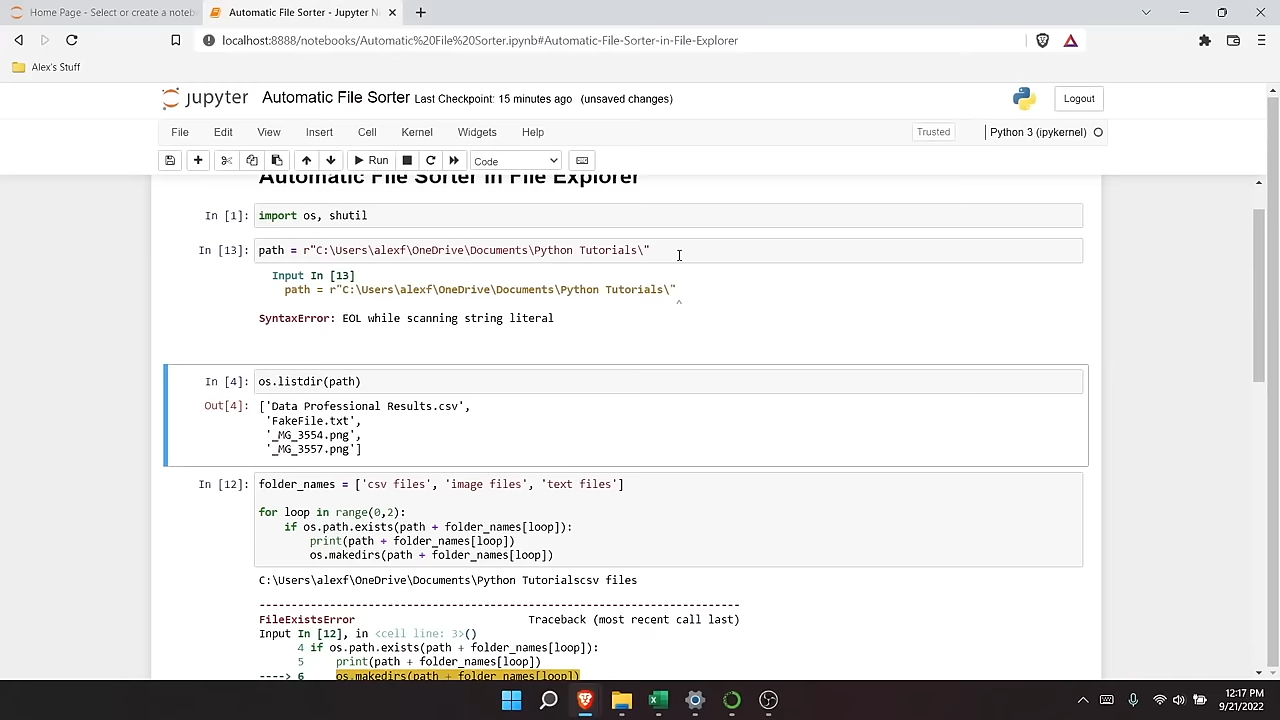 Home Page - Select or create a noteb
Automatic File Sorter - Jupyter N
localhost:8888/notebooks/Automatic%20File%20Sorter.ipynb#Automatic-File-Sorter-in-File-Explorer
Alex's Stuff
jupyter Automatic File Sorter Last Checkpoint: 15 minutes ago (unsaved changes) Logout
File Edit View Insert Cell Kernel Widgets Help Trusted Python 3 (ipykernel)
Run Code
Automatic File Sorter in File Explorer
In [1]: import os, shutil
In [13]: path = r"C:\Users\alexf\OneDrive\Documents\Python Tutorials\"
Input In [13]
path = r"C:\Users\alexf\OneDrive\Documents\Python Tutorials\"
^
SyntaxError: EOL while scanning string literal
In [4]: os.listdir(path)
Out[4]: ['Data Professional Results.csv',
'FakeFile.txt',
'_MG_3554.png',
'_MG_3557.png']
In [12]: folder_names = ['csv files', 'image files', 'text files']
for loop in range(0,2):
if os.path.exists(path + folder_names[loop]):
print(path + folder_names[loop])
os.makedirs(path + folder_names[loop])
C:\Users\alexf\OneDrive\Documents\Python Tutorialscsv files
---------------------------------------------------------------------------
FileExistsError Traceback (most recent call last)
Input In [12], in <cell line: 3>()
4 if os.path.exists(path + folder_names[loop]):
5 print(path + folder_names[loop])
----> 6 os.makedirs(path + folder_names[loop])
12:17 PM
9/21/2022